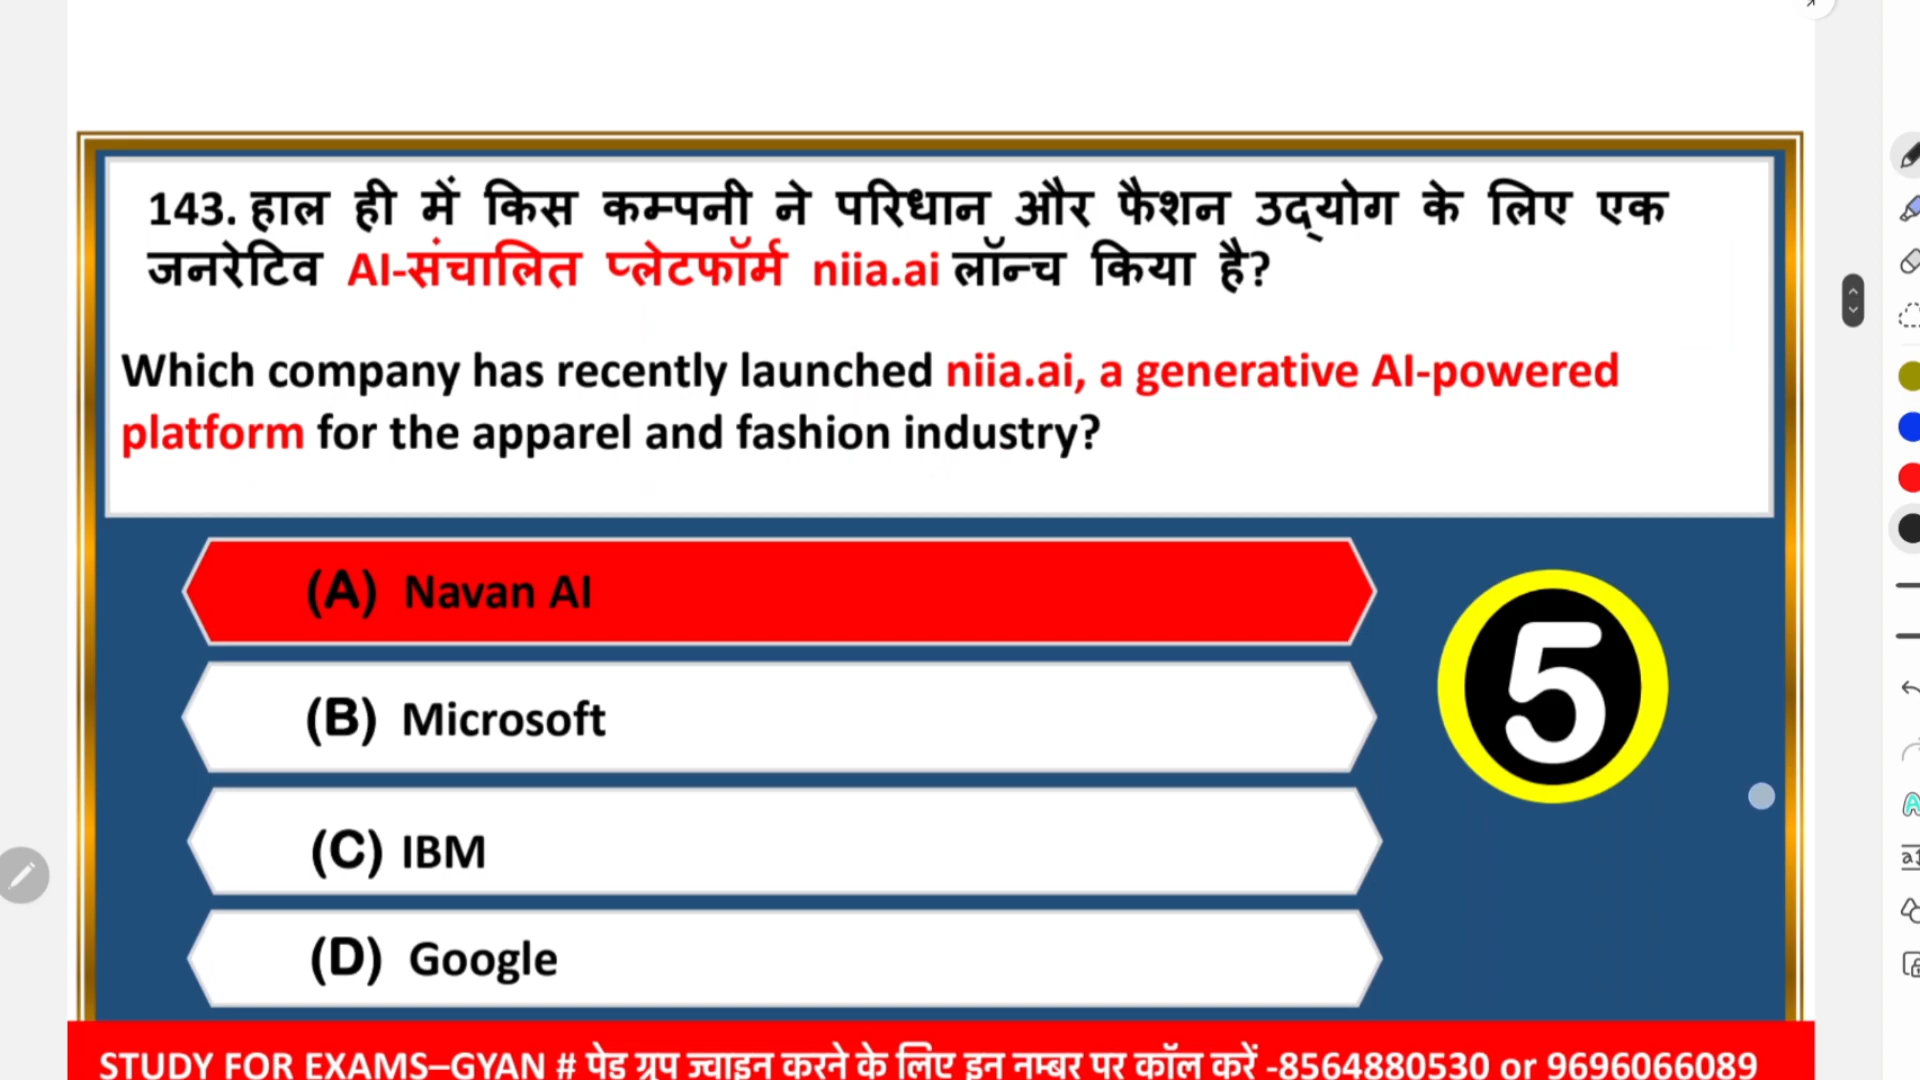 143. हाल ही में किस कम्पनी ने परिधान और फैशन उद्योग के लिए एक
जनरेटिव AI-संचालित प्लेटफॉर्म niia.ai लॉन्च किया है?
Which company has recently launched niia.ai, a generative AI-powered
platform for the apparel and fashion industry?
(A) Navan AI
(B) Microsoft
(C) IBM
(D) Google
5
STUDY FOR EXAMS–GYAN # पेड ग्रुप ज्वाइन करने के लिए इन नम्बर पर कॉल करें -8564880530 or 9696066089